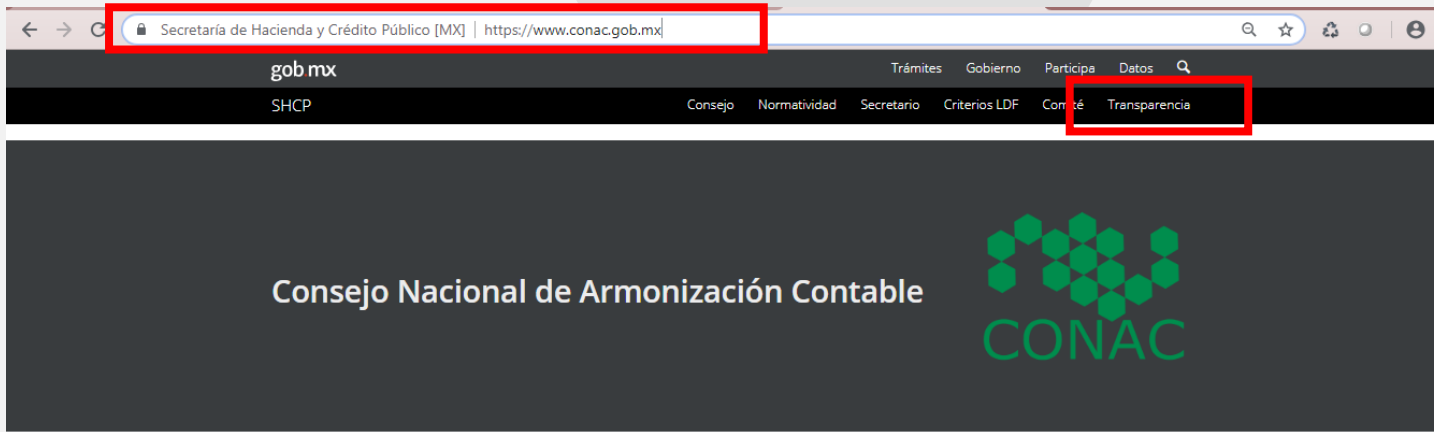 Secretaría de Hacienda y Crédito Público [MX] | https://www.conac.gob.mx
gob.mx Trámites Gobierno Participa Datos
SHCP Consejo Normatividad Secretario Criterios LDF Comité Transparencia
Consejo Nacional de Armonización Contable
CONAC